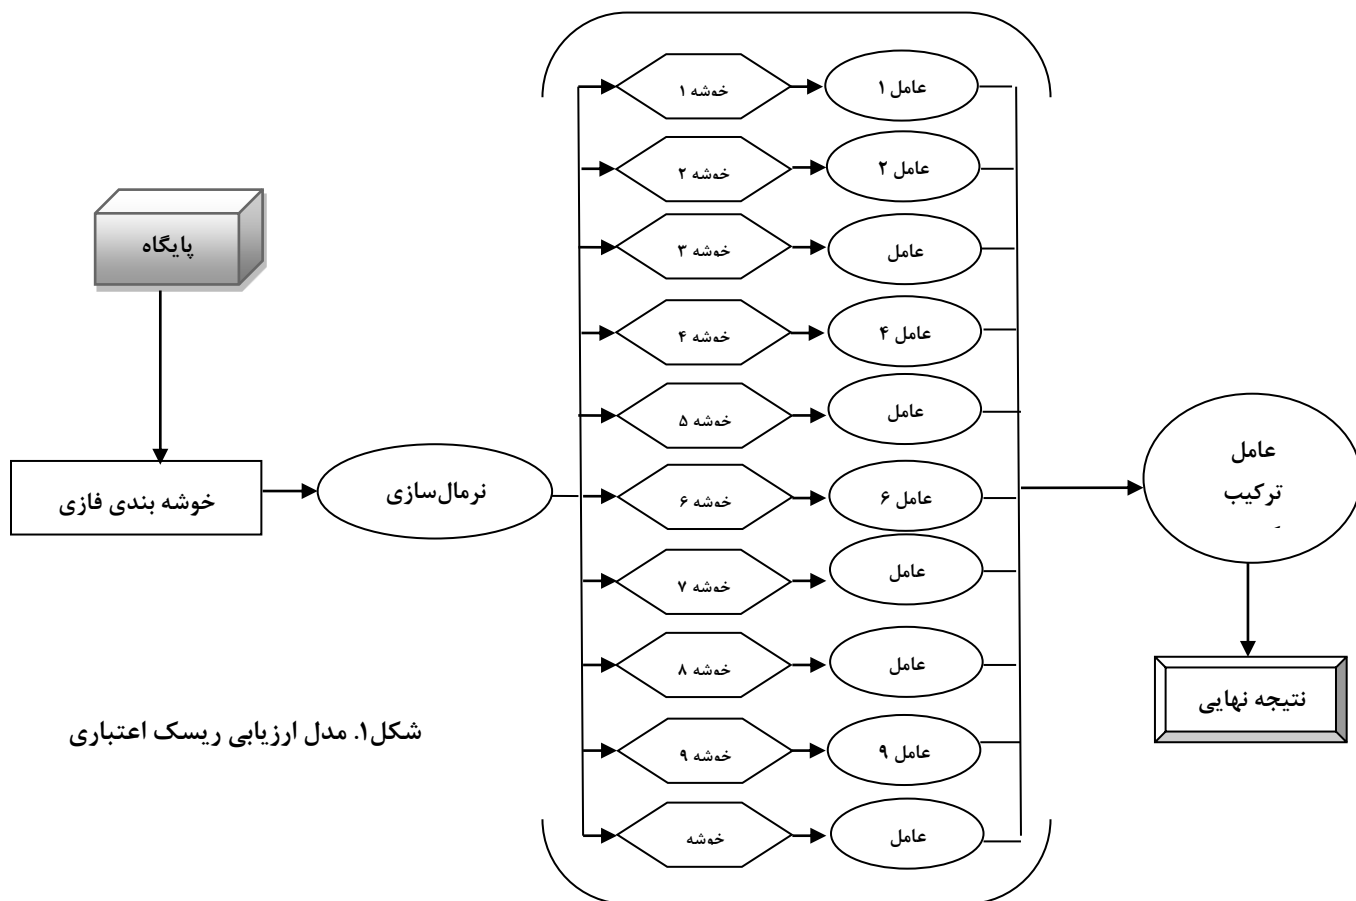 خوشه ۱
عامل ۱
خوشه ۲
عامل ۲
پایگاه
خوشه ۳
عامل
خوشه ۴
عامل ۴
خوشه ۵
عامل
خوشه بندی فازی
نرمال‌سازی
خوشه ۶
عامل ۶
عامل
ترکیب
خوشه ۷
عامل
خوشه ۸
عامل
نتیجه نهایی
شکل۱. مدل ارزیابی ریسک اعتباری
خوشه ۹
عامل ۹
خوشه
عامل